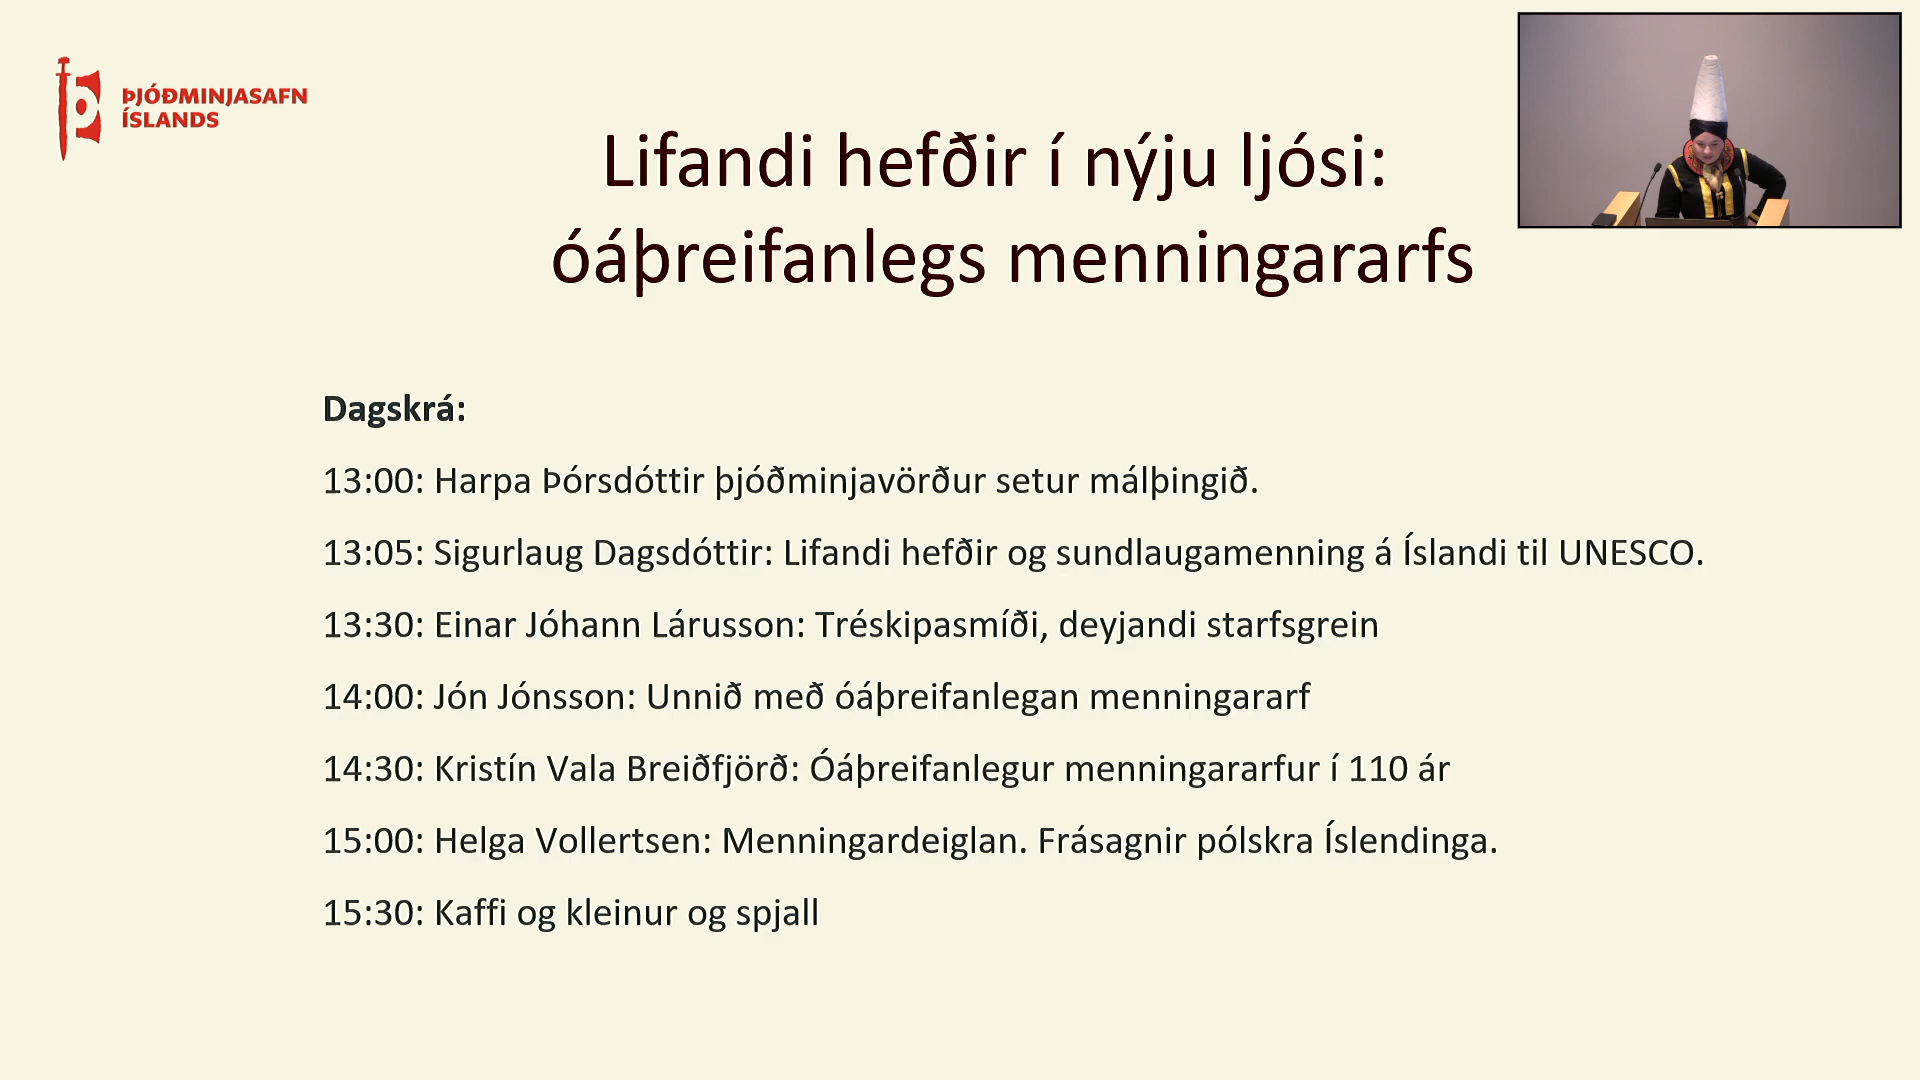 ÞJÓÐMINJASAFN
ÍSLANDS
Lifandi hefðir í nýju ljósi:
óáþreifanlegs menningararfs
Dagskrá:
13:00: Harpa Þórsdóttir þjóðminjavörður setur málþingið.
13:05: Sigurlaug Dagsdóttir: Lifandi hefðir og sundlaugamenning á Íslandi til UNESCO.
13:30: Einar Jóhann Lárusson: Tréskipasmíði, deyjandi starfsgrein
14:00: Jón Jónsson: Unnið með óáþreifanlegan menningararf
14:30: Kristín Vala Breiðfjörð: Óáþreifanlegur menningararfur í 110 ár
15:00: Helga Vollertsen: Menningardeiglan. Frásagnir pólskra Íslendinga.
15:30: Kaffi og kleinur og spjall